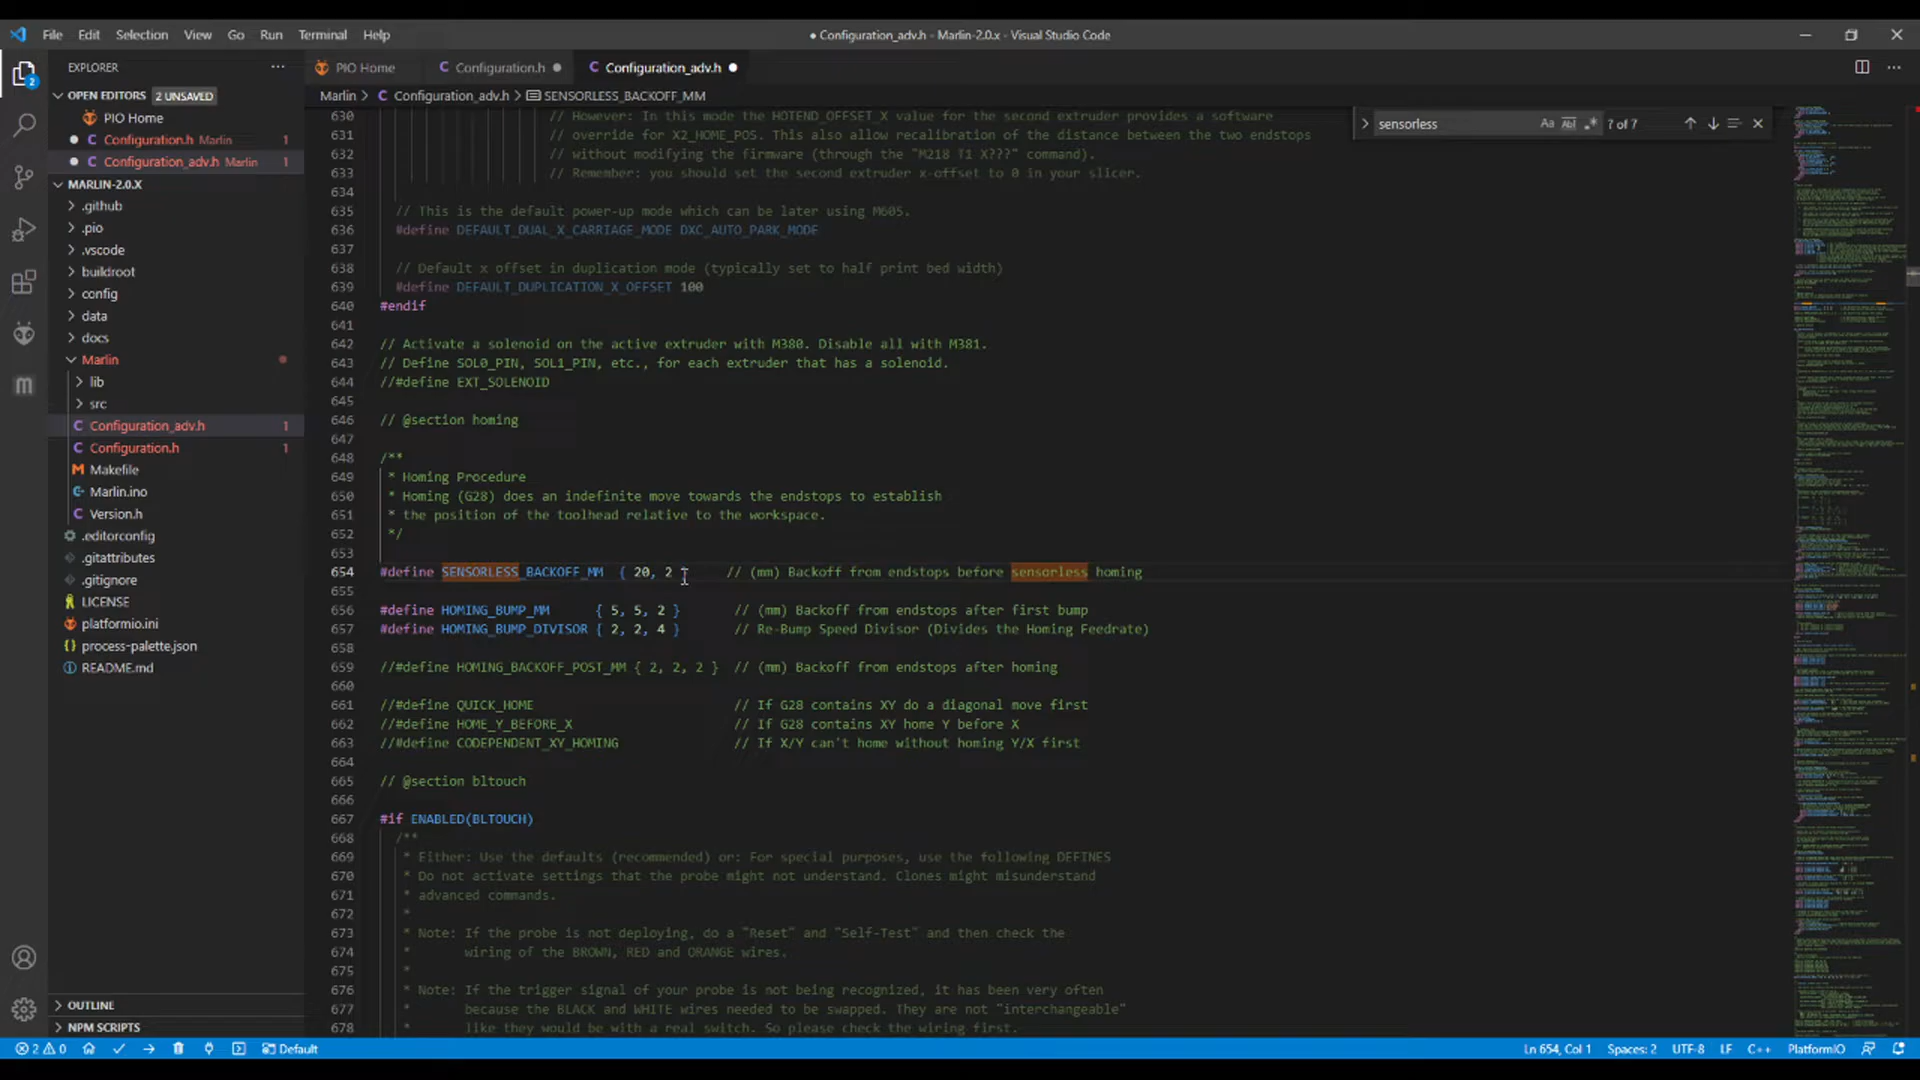 File Edit Selection View Go Run Terminal Help
● Configuration_adv.h - Marlin-2.0.x - Visual Studio Code
EXPLORER
OPEN EDITORS 2 UNSAVED
PIO Home
Configuration.h Marlin 1
Configuration_adv.h Marlin 1
MARLIN-2.0.X
.github
.pio
.vscode
buildroot
config
data
docs
Marlin
lib
src
Configuration_adv.h 1
Configuration.h 1
Makefile
Marlin.ino
Version.h
.editorconfig
.gitattributes
.gitignore
LICENSE
platformio.ini
process-palette.json
README.md
OUTLINE
NPM SCRIPTS
PIO Home
Configuration.h
Configuration_adv.h
Marlin > Configuration_adv.h > SENSORLESS_BACKOFF_MM
sensorless
Aa Abl .* ? of 7
630 // However: In this mode the HOTEND_OFFSET_X value for the second extruder provides a software
631 // override for X2_HOME_POS. This also allow recalibration of the distance between the two endstops
632 // without modifying the firmware (through the "M218 T1 X???" command).
633 // Remember: you should set the second extruder x-offset to 0 in your slicer.
634
635 // This is the default power-up mode which can be later using M605.
636 #define DEFAULT_DUAL_X_CARRIAGE_MODE DXC_AUTO_PARK_MODE
637
638 // Default x offset in duplication mode (typically set to half print bed width)
639 #define DEFAULT_DUPLICATION_X_OFFSET 100
640 #endif
641
642 // Activate a solenoid on the active extruder with M380. Disable all with M381.
643 // Define SOL0_PIN, SOL1_PIN, etc., for each extruder that has a solenoid.
644 //#define EXT_SOLENOID
645
646 // @section homing
647
648 /**
649 * Homing Procedure
650 * Homing (G28) does an indefinite move towards the endstops to establish
651 * the position of the toolhead relative to the workspace.
652 */
653
654 #define SENSORLESS_BACKOFF_MM { 20, 2 } // (mm) Backoff from endstops before sensorless homing
655
656 #define HOMING_BUMP_MM { 5, 5, 2 } // (mm) Backoff from endstops after first bump
657 #define HOMING_BUMP_DIVISOR { 2, 2, 4 } // Re-Bump Speed Divisor (Divides the Homing Feedrate)
658
659 //#define HOMING_BACKOFF_POST_MM { 2, 2, 2 } // (mm) Backoff from endstops after homing
660
661 //#define QUICK_HOME // If G28 contains XY do a diagonal move first
662 //#define HOME_Y_BEFORE_X // If G28 contains XY home Y before X
663 //#define CODEPENDENT_XY_HOMING // If X/Y can't home without homing Y/X first
664
665 // @section bltouch
666
667 #if ENABLED(BLTOUCH)
668 /**
669 * Either: Use the defaults (recommended) or: For special purposes, use the following DEFINES
670 * Do not activate settings that the probe might not understand. Clones might misunderstand
671 * advanced commands.
672 *
673 * Note: If the probe is not deploying, do a "Reset" and "Self-Test" and then check the
674 * wiring of the BROWN, RED and ORANGE wires.
675 *
676 * Note: If the trigger signal of your probe is not being recognized, it has been very often
677 * because the BLACK and WHITE wires needed to be swapped. They are not "interchangeable"
678 * like they would be with a real switch. So please check the wiring first.
2 0 Default
Ln 654, Col 1 Spaces: 2 UTF-8 LF C++ PlatformIO